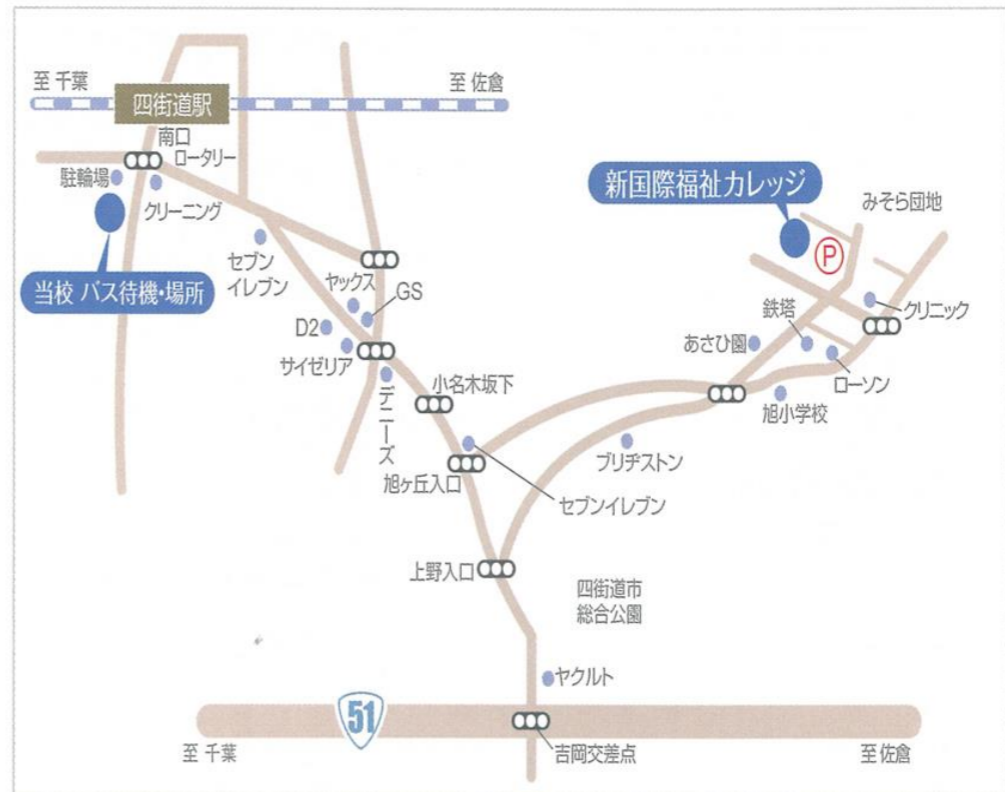 至 千葉
至 佐倉
四街道駅
南口
ロータリー
駐輪場
クリーニング
当校 バス待機・場所
セブン
イレブン
ヤックス
GS
D2
サイゼリア
デニーズ
小名木坂下
旭ヶ丘入口
セブンイレブン
上野入口
新国際福祉カレッジ
みそら団地
P
クリニック
鉄塔
あさひ園
ローソン
旭小学校
ブリヂストン
四街道市
総合公園
ヤクルト
51
至 千葉
吉岡交差点
至 佐倉